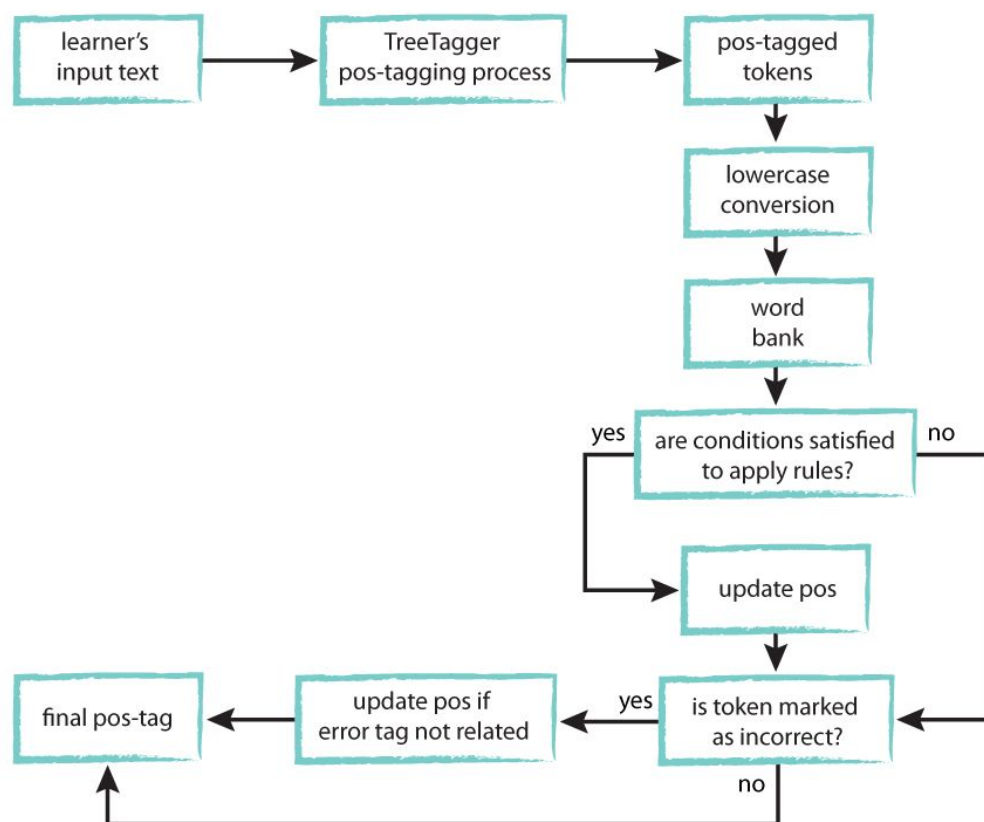 learner's
input text
TreeTagger
pos-tagging process
pos-tagged
tokens
lowercase
conversion
word
bank
yes
are conditions satisfied
to apply rules?
no
update pos
final pos-tag
update pos if
error tag not related
yes
is token marked
as incorrect?
no